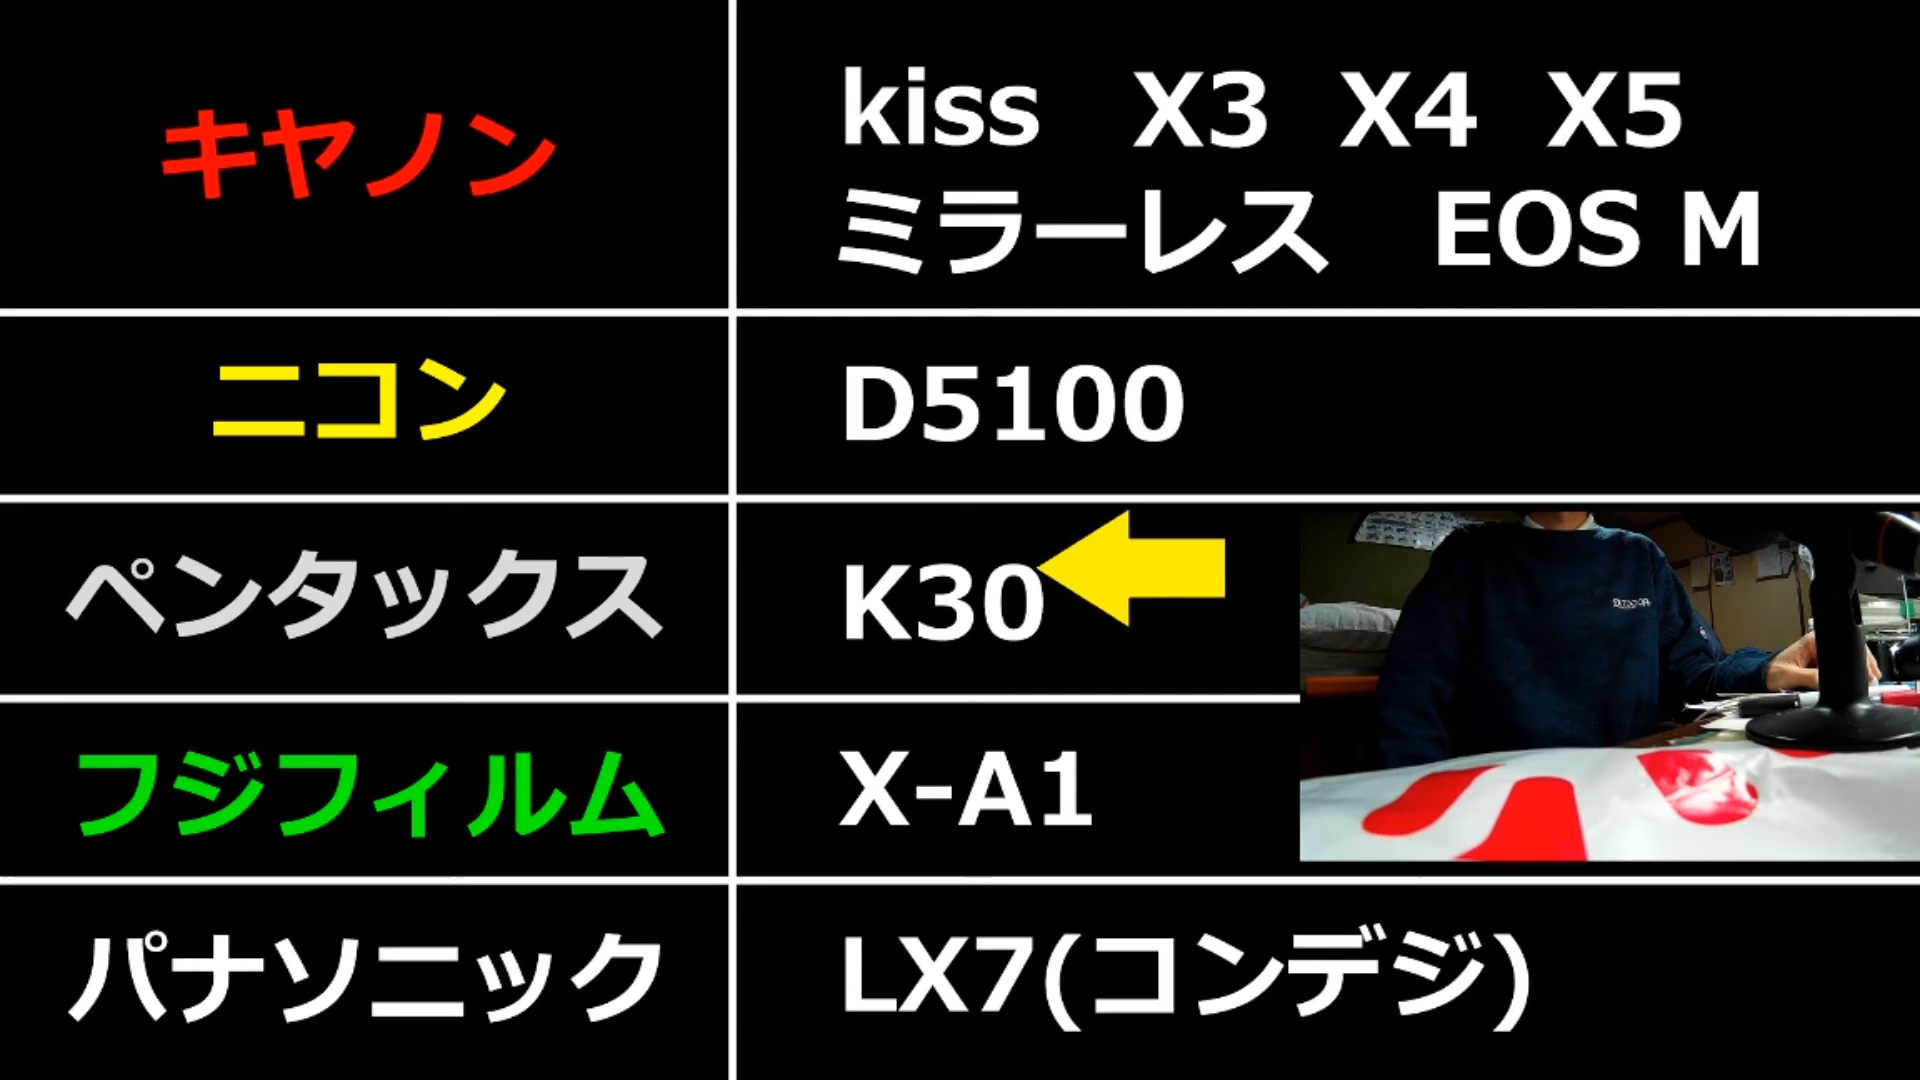 キヤノン
kiss X3 X4 X5
ミラーレス EOS M
ニコン
D5100
ペンタックス
K30
フジフィルム
X-A1
パナソニック
LX7(コンデジ)